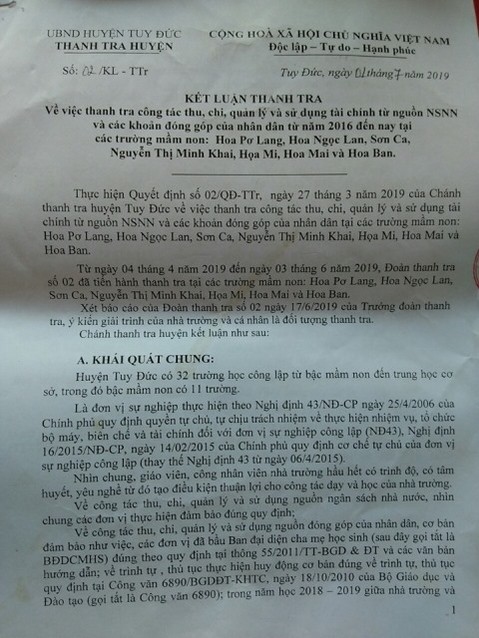 UBND HUYỆN TUY ĐỨC
THANH TRA HUYỆN
Số: 02/KL - TTr
CỘNG HOÀ XÃ HỘI CHỦ NGHĨA VIỆT NAM
Độc lập – Tự do – Hạnh phúc
Tuy Đức, ngày 01 tháng 7 năm 2019
KẾT LUẬN THANH TRA
Về việc thanh tra công tác thu, chi, quản lý và sử dụng tài chính từ nguồn NSNN
và các khoản đóng góp của nhân dân từ năm 2016 đến nay tại
các trường mầm non: Hoa Pơ Lang, Hoa Ngọc Lan, Sơn Ca,
Nguyễn Thị Minh Khai, Họa Mi, Hoa Mai và Hoa Ban.
Thực hiện Quyết định số 02/QĐ-TTr, ngày 27 tháng 3 năm 2019 của Chánh
thanh tra huyện Tuy Đức về việc thanh tra công tác thu, chi, quản lý và sử dụng tài
chính từ nguồn NSNN và các khoản đóng góp của nhân dân tại các trường mầm non:
Hoa Pơ Lang, Hoa Ngọc Lan, Sơn Ca, Nguyễn Thị Minh Khai, Họa Mi, Hoa Mai và
Hoa Ban.
Từ ngày 04 tháng 4 năm 2019 đến ngày 03 tháng 6 năm 2019, Đoàn thanh tra
số 02 đã tiến hành thanh tra tại các trường mầm non: Hoa Pơ Lang, Hoa Ngọc Lan,
Sơn Ca, Nguyễn Thị Minh Khai, Họa Mi, Hoa Mai và Hoa Ban.
Xét báo cáo của Đoàn thanh tra số 02 ngày 17/6/2019 của Trưởng đoàn thanh
tra, ý kiến giải trình của nhà trường và cá nhân là đối tượng thanh tra.
Chánh thanh tra huyện kết luận như sau:
A. KHÁI QUÁT CHUNG:
Huyện Tuy Đức có 32 trường học công lập từ bậc mầm non đến trung học cơ
sở, trong đó bậc mầm non có 11 trường.
Là đơn vị sự nghiệp thực hiện theo Nghị định 43/NĐ-CP ngày 25/4/2006 của
Chính phủ quy định quyền tự chủ, tự chịu trách nhiệm về thực hiện nhiệm vụ, tổ chức
bộ máy, biên chế và tài chính đối với đơn vị sự nghiệp công lập (NĐ43), Nghị định
16/2015/NĐ-CP, ngày 14/02/2015 của Chính phủ quy định cơ chế tự chủ của đơn vị
sự nghiệp công lập (thay thế Nghị định 43 từ ngày 06/4/2015).
Nhìn chung, giáo viên, công nhân viên nhà trường hầu hết có trình độ, có tâm
huyết, yêu nghề từ đó tạo điều kiện thuận lợi cho công tác dạy và học của nhà trường.
Về công tác thu, chi, quản lý và sử dụng nguồn ngân sách nhà nước, nhìn
chung các đơn vị thực hiện đảm bảo đúng quy định;
Về công tác thu, chi, quản lý và sử dụng nguồn đóng góp của nhân dân, cơ bản
đảm bảo như việc, các đơn vị đã bầu Ban đại diện cha mẹ học sinh (sau đây gọi tắt là
BĐDCMHS) đúng theo quy định tại thông 55/2011/TT-BGD & ĐT và các văn bản
hướng dẫn; về trình tự , thủ tục thực hiện huy động cơ bản đúng về trình tự, thủ tục
quy định tại Công văn 6890/BGDĐT-KHTC, ngày 18/10/2010 của Bộ Giáo dục và
Đào tạo (gọi tắt là Công văn 6890); trong năm học 2018 – 2019 giữa nhà trường và
1